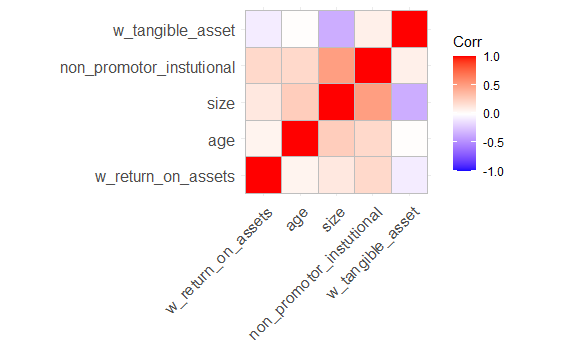 w_tangible_asset
non_promotor_instutional
size
age
w_return_on_assets
w_return_on_assets
age
size
non_promotor_instutional
w_tangible_asset
Corr
1.0
0.5
0.0
-0.5
-1.0